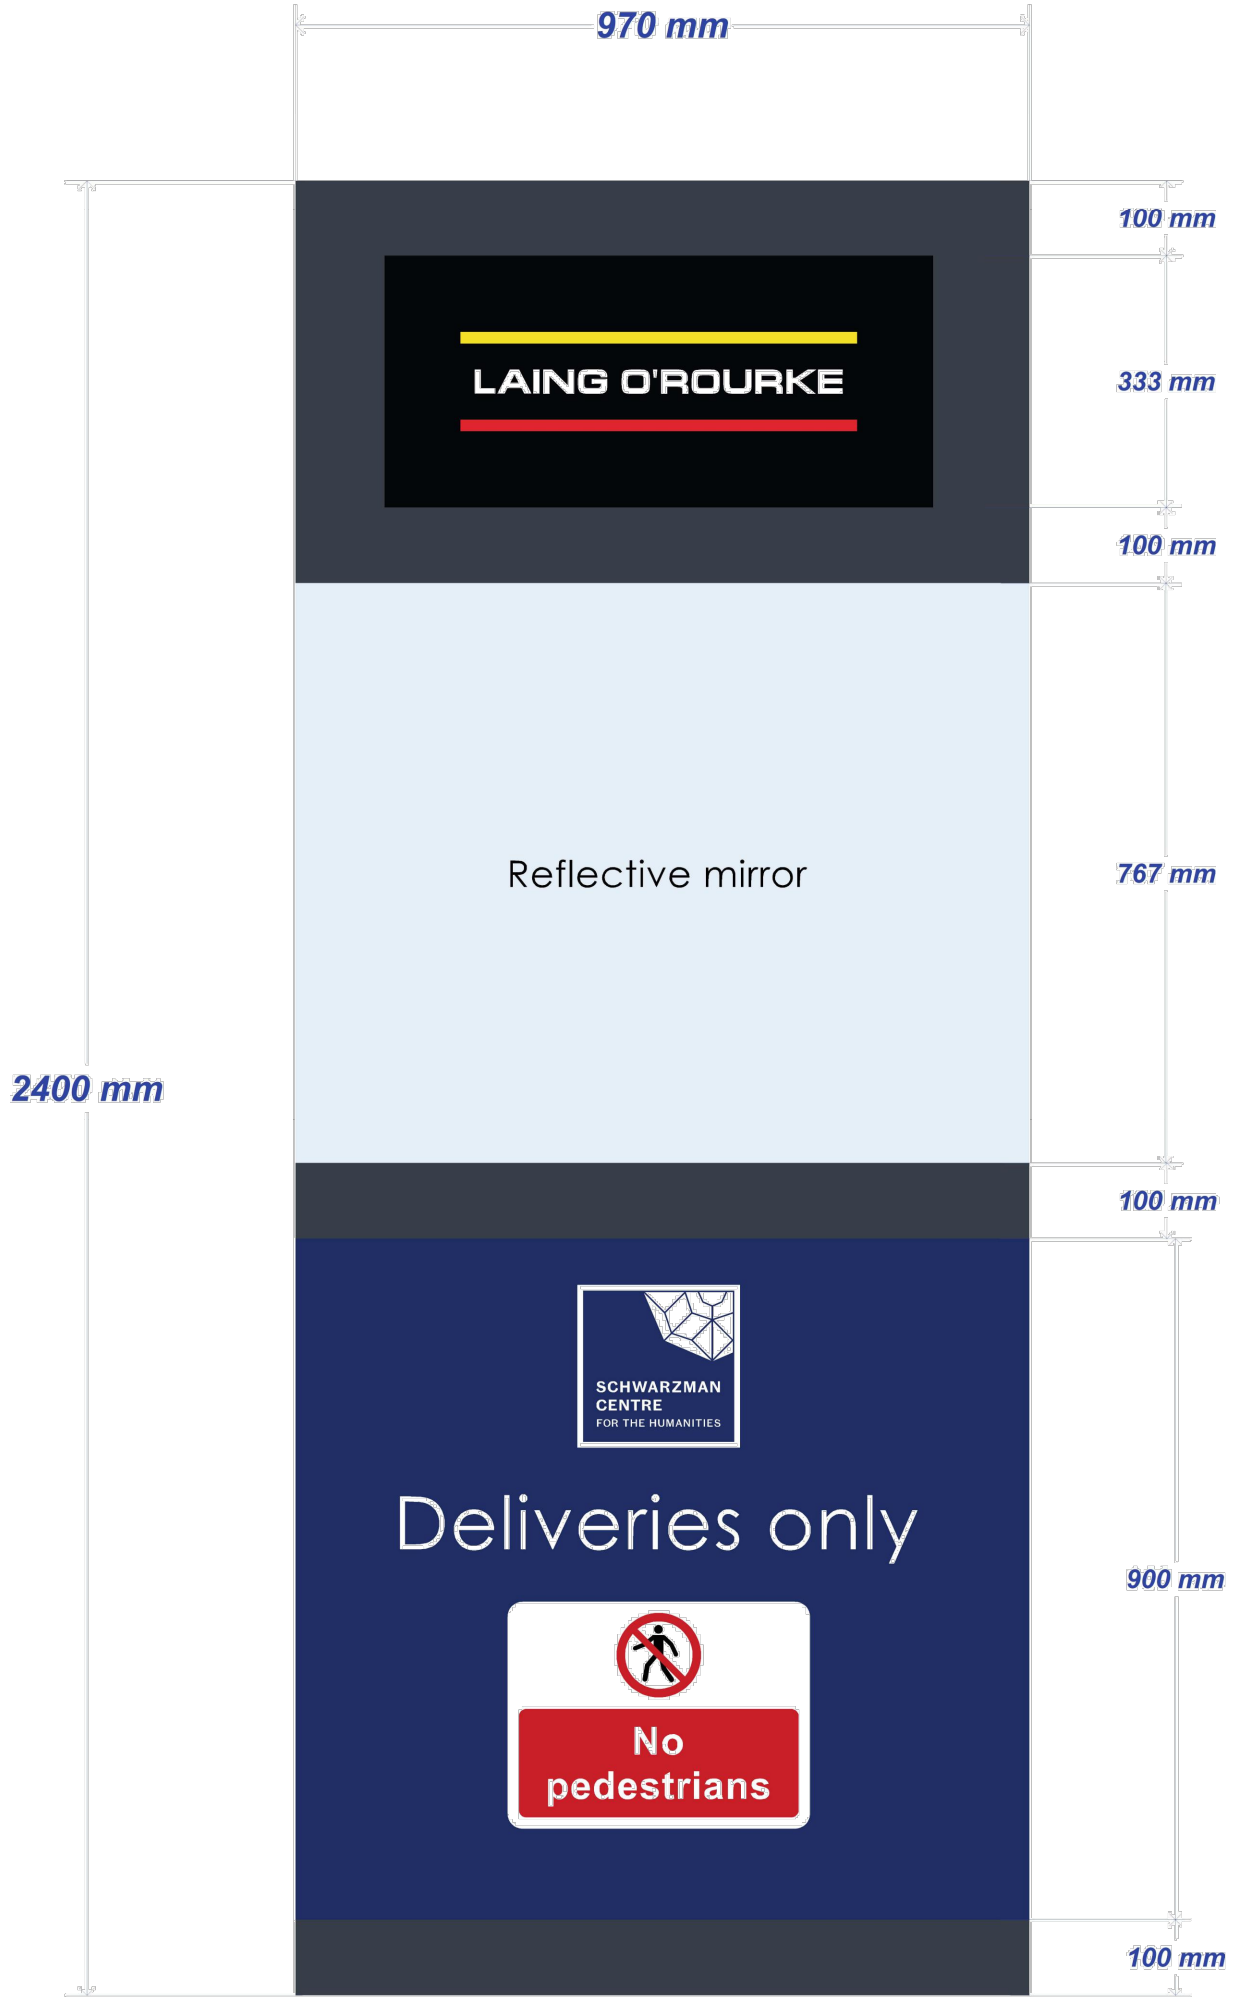 970 mm
100 mm
LAING O'ROURKE
333 mm
100 mm
Reflective mirror
767 mm
2400 mm
100 mm
SCHWARZMAN
CENTRE
FOR THE HUMANITIES
Deliveries only
900 mm
No
pedestrians
100 mm